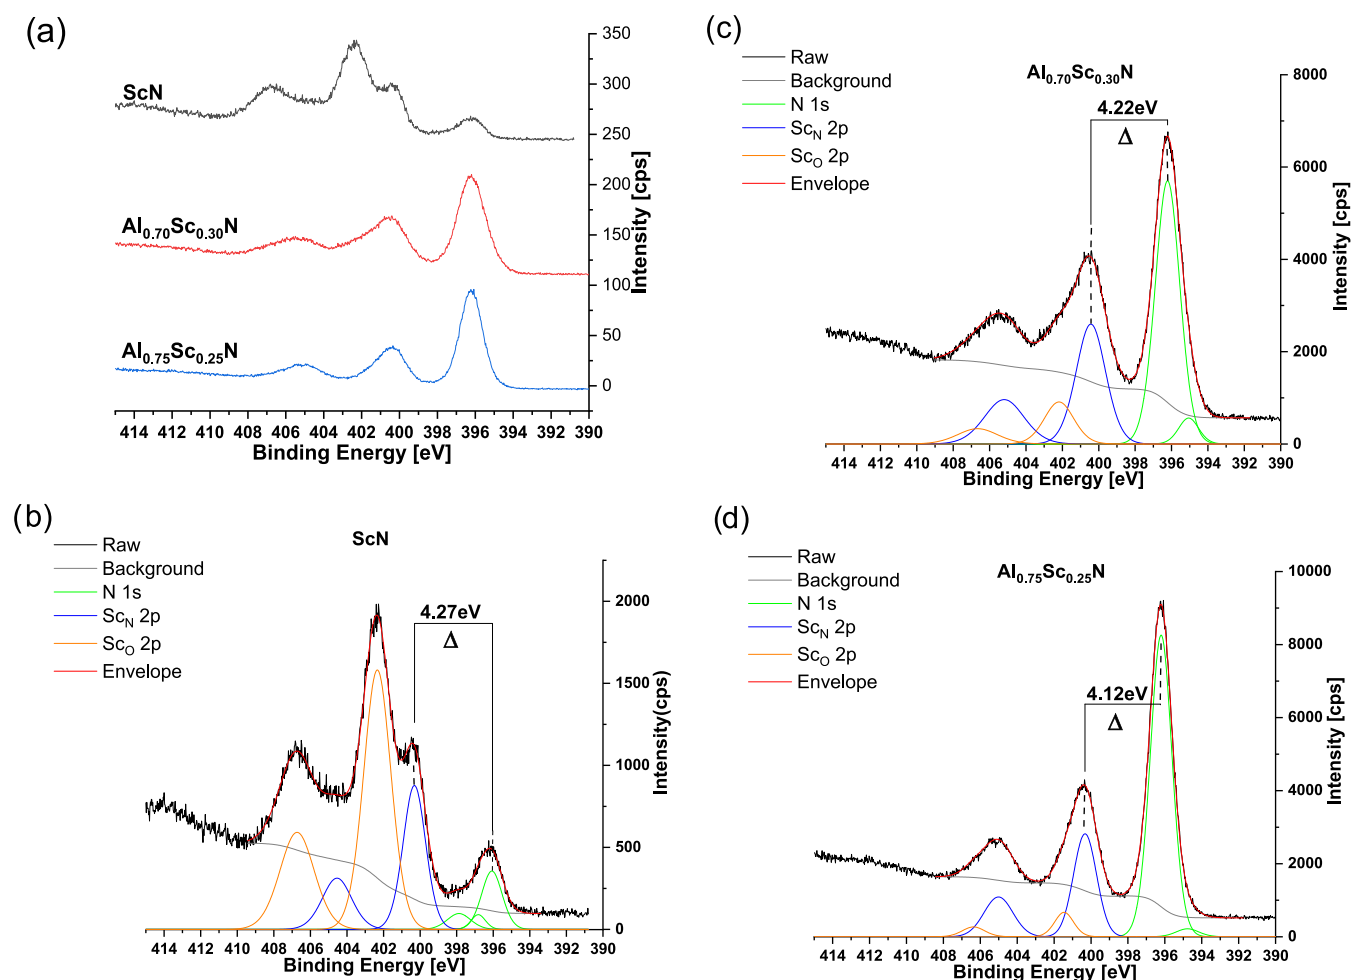 (a)
ScN
Al0.70Sc0.30N
Al0.75Sc0.25N
350
300
250
200
150
100
50
0
Intensity [cps]
414 412 410 408 406 404 402 400 398 396 394 392 390
Binding Energy [eV]
(b)
ScN
Raw
Background
N 1s
ScN 2p
ScO 2p
Envelope
4.27eV
Δ
2000
1500
1000
500
0
Intensity(cps)
414 412 410 408 406 404 402 400 398 396 394 392 390
Binding Energy [eV]
(c)
Al0.70Sc0.30N
Raw
Background
N 1s
ScN 2p
ScO 2p
Envelope
4.22eV
Δ
8000
6000
4000
2000
0
Intensity [cps]
414 412 410 408 406 404 402 400 398 396 394 392 390
Binding Energy [eV]
(d)
Al0.75Sc0.25N
Raw
Background
N 1s
ScN 2p
ScO 2p
Envelope
4.12eV
Δ
10000
8000
6000
4000
2000
0
Intensity [cps]
414 412 410 408 406 404 402 400 398 396 394 392 390
Binding Energy [eV]